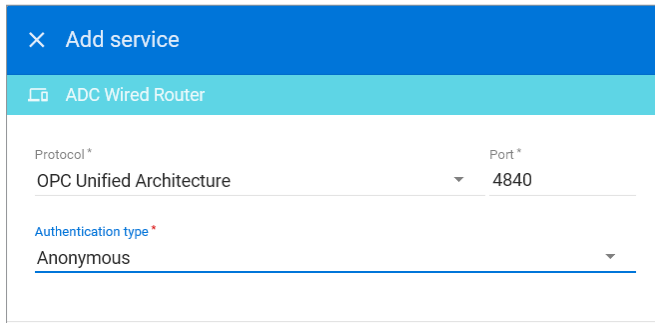 Add service
ADC Wired Router
Protocol * Port *
OPC Unified Architecture 4840
Authentication type *
Anonymous